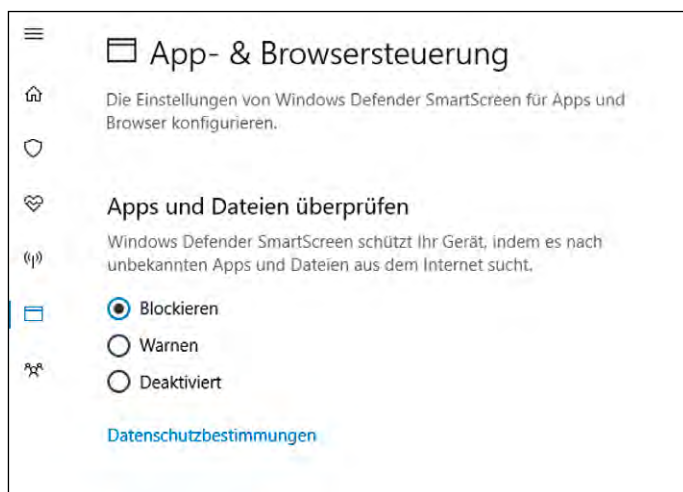 App- & Browsersteuerung
Die Einstellungen von Windows Defender SmartScreen für Apps und
Browser konfigurieren.
Apps und Dateien überprüfen
Windows Defender SmartScreen schützt Ihr Gerät, indem es nach
unbekannten Apps und Dateien aus dem Internet sucht.
Blockieren
Warnen
Deaktiviert
Datenschutzbestimmungen